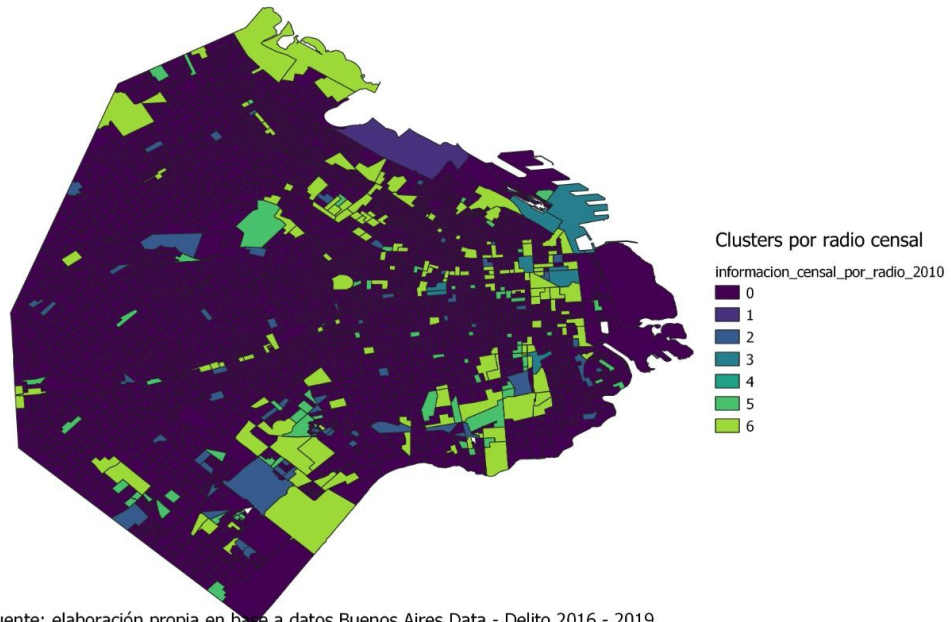 Clusters por radio censal
informacion_censal_por_radio_2010
0
1
2
3
4
5
6
uente: elaboración propia en base a datos Buenos Aires Data - Delito 2016 - 2019